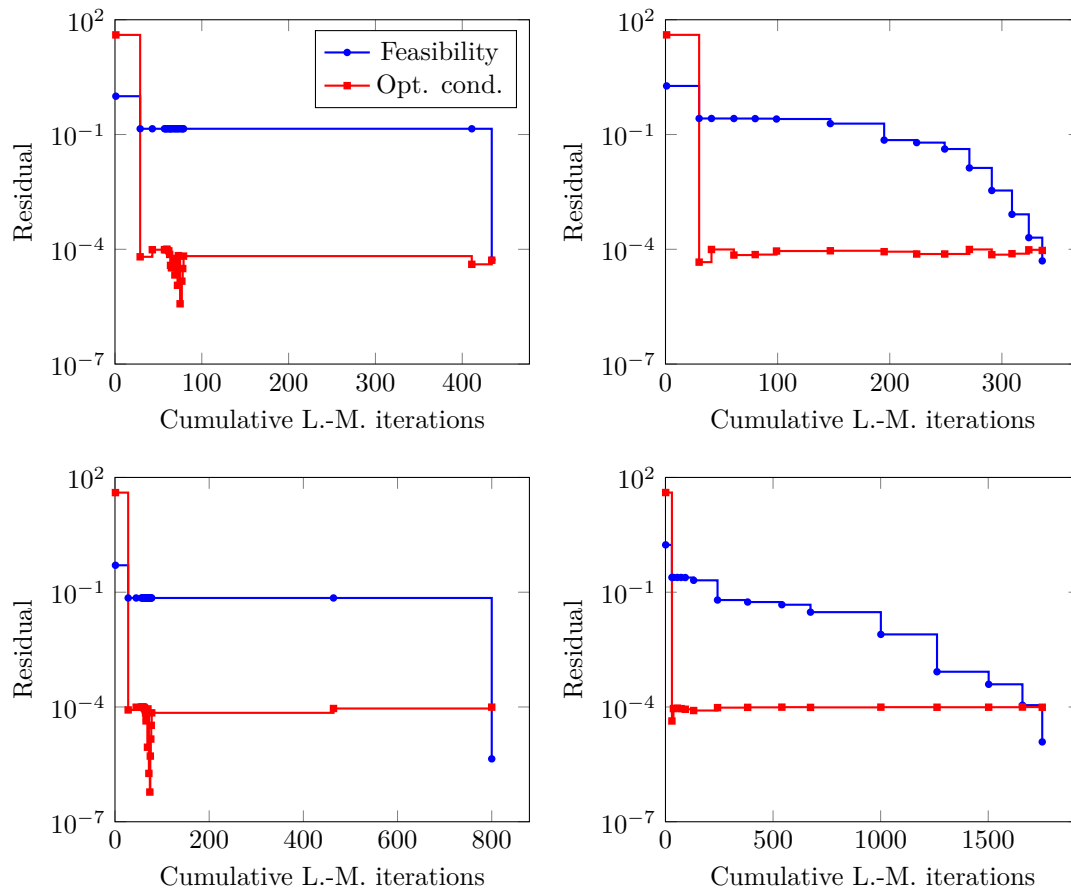 10^2
10^-1
10^-4
10^-7
Residual
Feasibility
Opt. cond.
0 100 200 300 400
Cumulative L.-M. iterations
10^2
10^-1
10^-4
10^-7
Residual
0 100 200 300
Cumulative L.-M. iterations
10^2
10^-1
10^-4
10^-7
Residual
0 200 400 600 800
Cumulative L.-M. iterations
10^2
10^-1
10^-4
10^-7
Residual
0 500 1000 1500
Cumulative L.-M. iterations